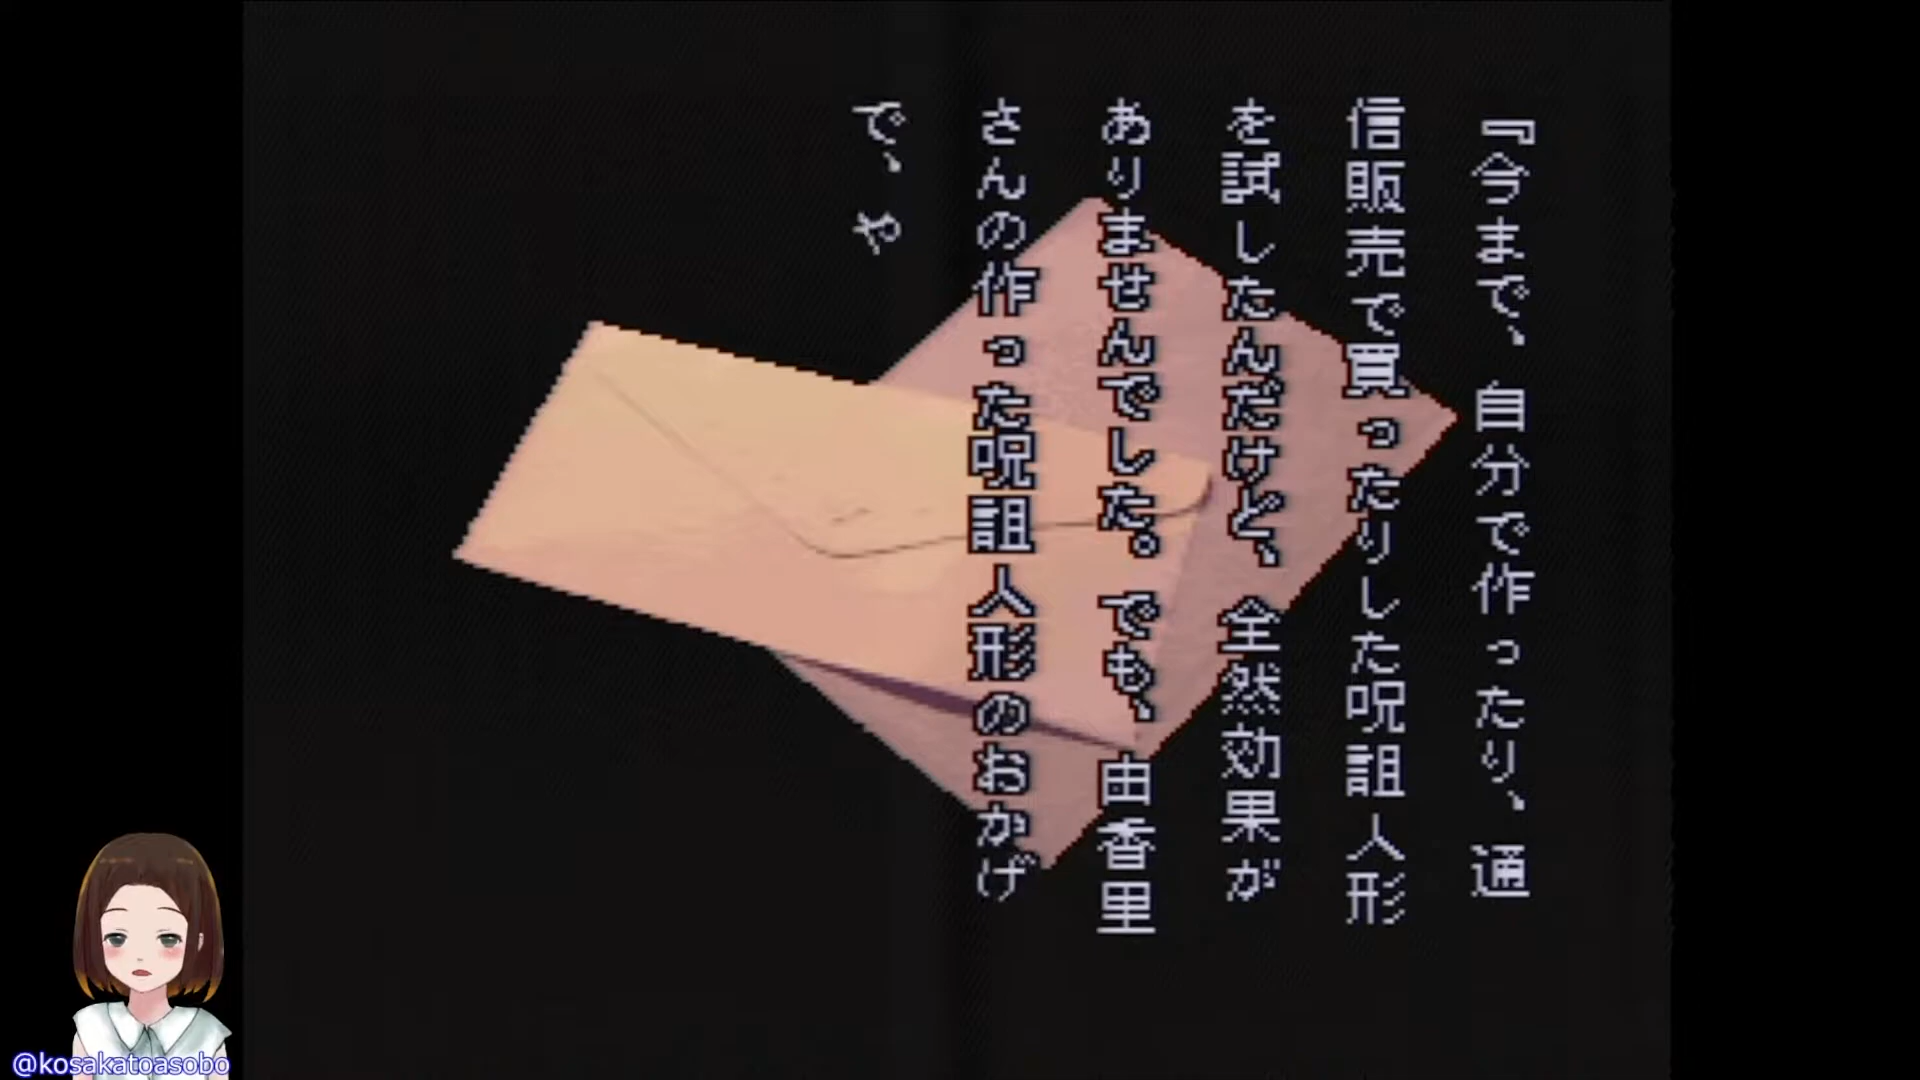 『今まで、自分で作ったり、通
信販売で買ったりした呪詛人形
を試したんだけど、全然効果が
ありませんでした。でも、由香里
さんの作った呪詛人形のおかげ
で、や
@kosakatoasobo